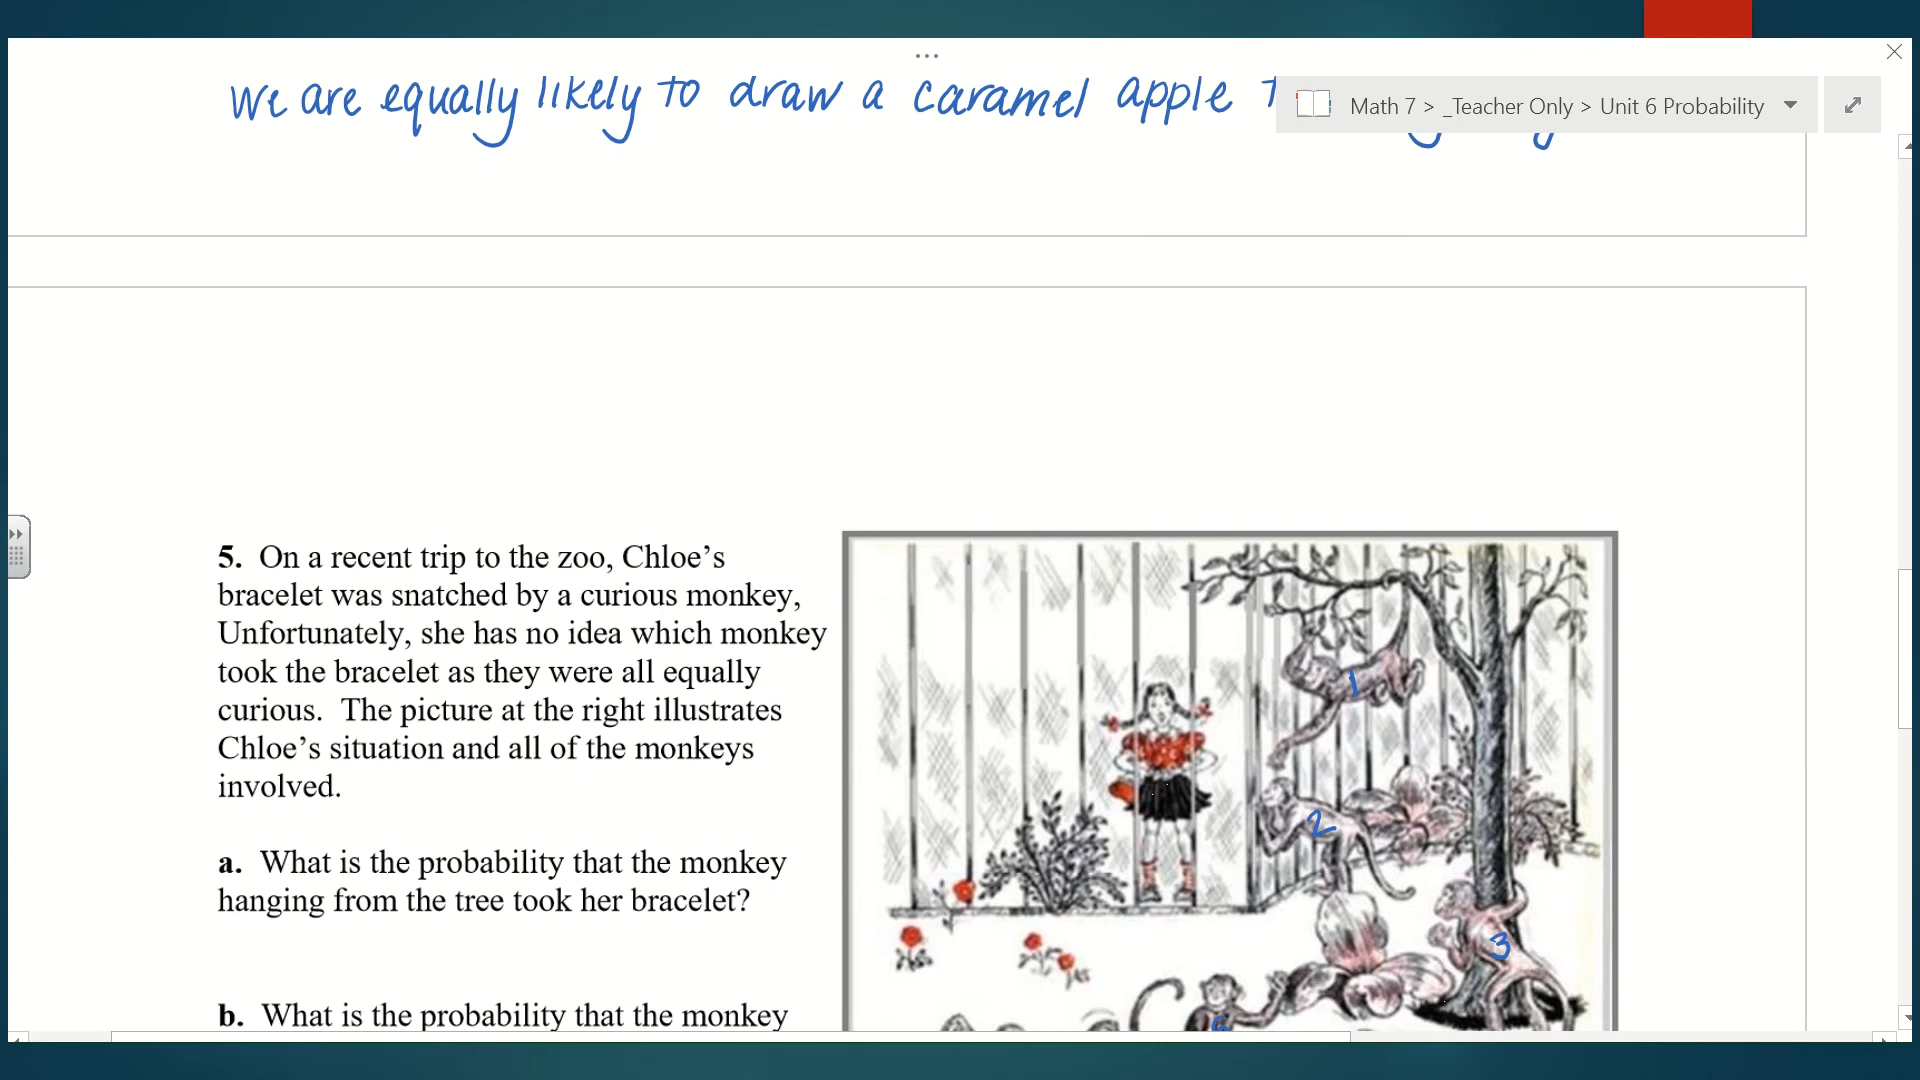 we are equally likely to draw a caramel apple
Math 7 > _Teacher Only > Unit 6 Probability
5. On a recent trip to the zoo, Chloe’s
bracelet was snatched by a curious monkey,
Unfortunately, she has no idea which monkey
took the bracelet as they were all equally
curious. The picture at the right illustrates
Chloe’s situation and all of the monkeys
involved.
a. What is the probability that the monkey
hanging from the tree took her bracelet?
b. What is the probability that the monkey
1
2
3